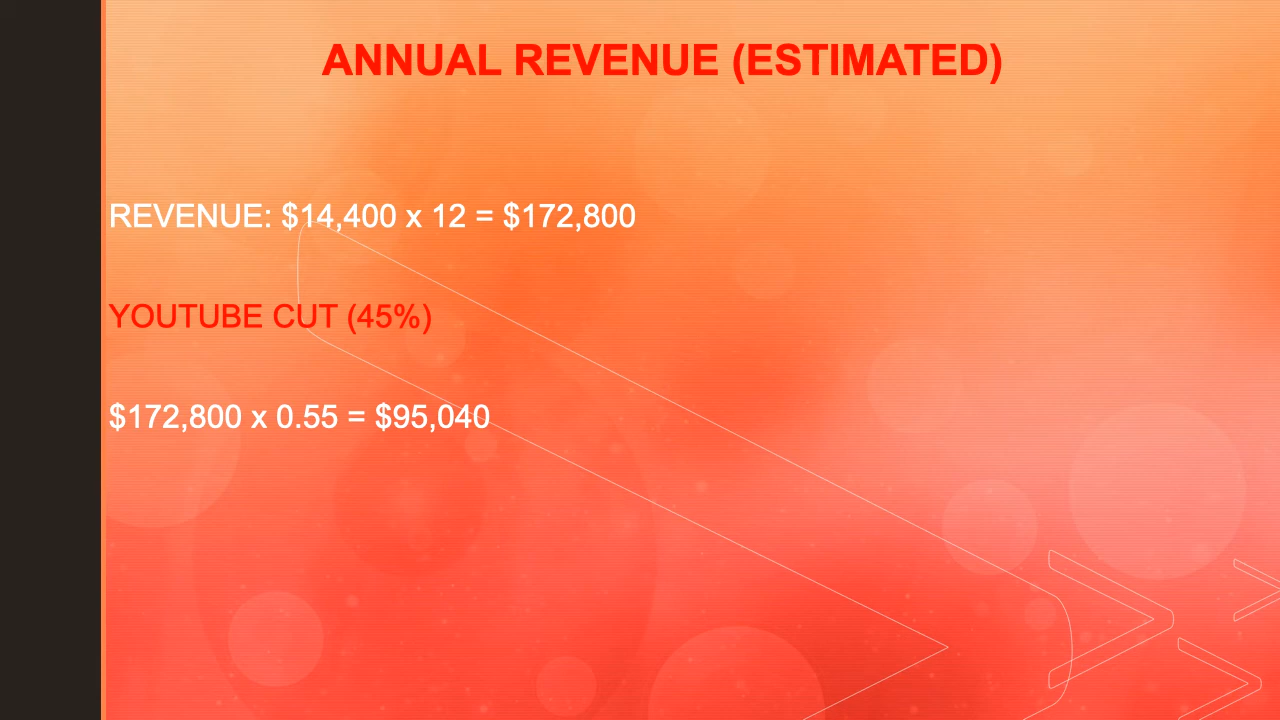 ANNUAL REVENUE (ESTIMATED)
REVENUE: $14,400 x 12 = $172,800
YOUTUBE CUT (45%)
$172,800 x 0.55 = $95,040